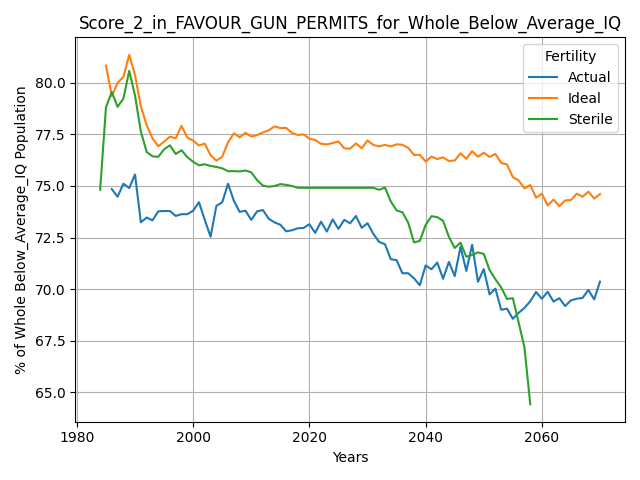 Score_2_in_FAVOUR_GUN_PERMITS_for_Whole_Below_Average_IQ
Fertility
Actual
Ideal
Sterile
% of Whole Below_Average_IQ Population
80.0
77.5
75.0
72.5
70.0
67.5
65.0
1980
2000
2020
2040
2060
Years